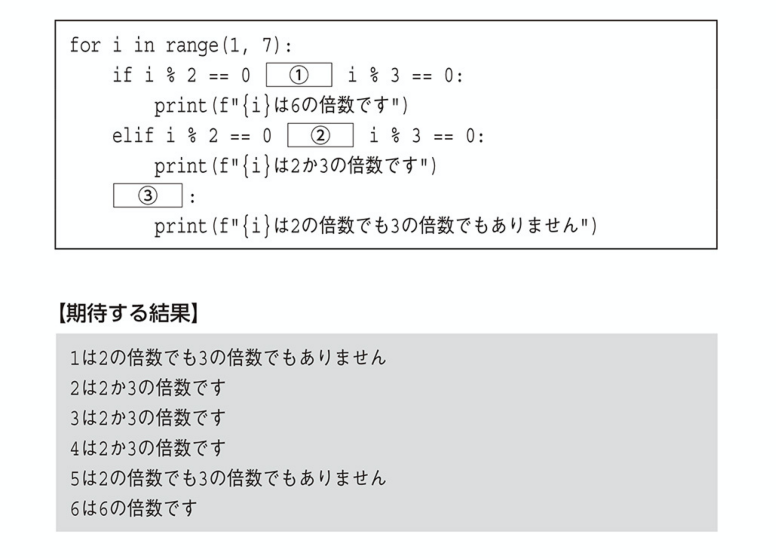 for i in range(1, 7):
    if i % 2 == 0 ① i % 3 == 0:
        print(f"{i}は6の倍数です")
    elif i % 2 == 0 ② i % 3 == 0:
        print(f"{i}は2か3の倍数です")
    ③ :
        print(f"{i}は2の倍数でも3の倍数でもありません")
【期待する結果】
1は2の倍数でも3の倍数でもありません
2は2か3の倍数です
3は2か3の倍数です
4は2か3の倍数です
5は2の倍数でも3の倍数でもありません
6は6の倍数です